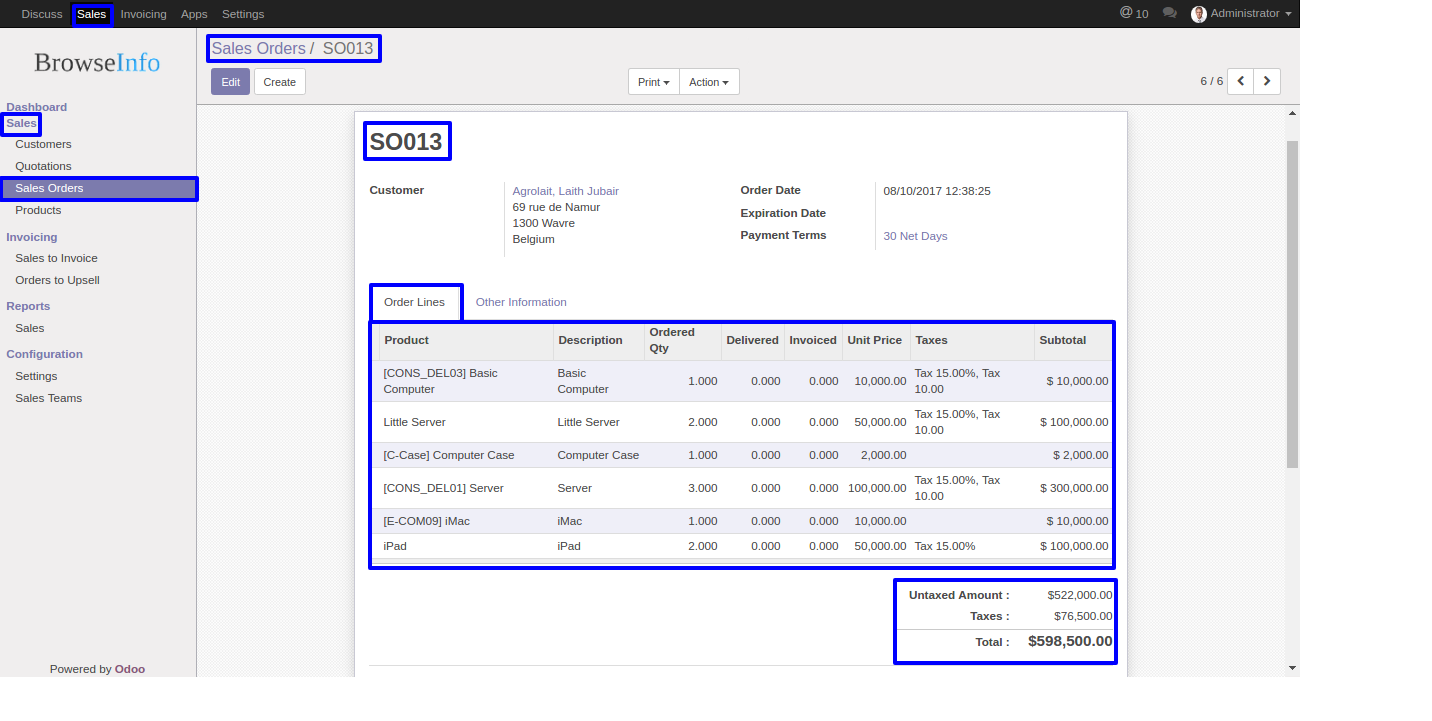 Discuss Sales Invoicing Apps Settings @ 10 Administrator
BrowseInfo
Sales Orders / SO013
Edit Create Print Action 6 / 6
Dashboard
Sales
Customers
Quotations
Sales Orders
Products
Invoicing
Sales to Invoice
Orders to Upsell
Reports
Sales
Configuration
Settings
Sales Teams
Powered by Odoo
SO013
Customer
Agrolait, Laith Jubair
69 rue de Namur
1300 Wavre
Belgium
Order Date 08/10/2017 12:38:25
Expiration Date
Payment Terms 30 Net Days
Order Lines Other Information
Product Description Ordered Qty Delivered Invoiced Unit Price Taxes Subtotal
[CONS_DEL03] Basic Computer Basic Computer 1.000 0.000 0.000 10,000.00 Tax 15.00%, Tax 10.00 $ 10,000.00
Little Server Little Server 2.000 0.000 0.000 50,000.00 Tax 15.00%, Tax 10.00 $ 100,000.00
[C-Case] Computer Case Computer Case 1.000 0.000 0.000 2,000.00 $ 2,000.00
[CONS_DEL01] Server Server 3.000 0.000 0.000 100,000.00 Tax 15.00%, Tax 10.00 $ 300,000.00
[E-COM09] iMac iMac 1.000 0.000 0.000 10,000.00 $ 10,000.00
iPad iPad 2.000 0.000 0.000 50,000.00 Tax 15.00% $ 100,000.00
Untaxed Amount : $522,000.00
Taxes : $76,500.00
Total : $598,500.00